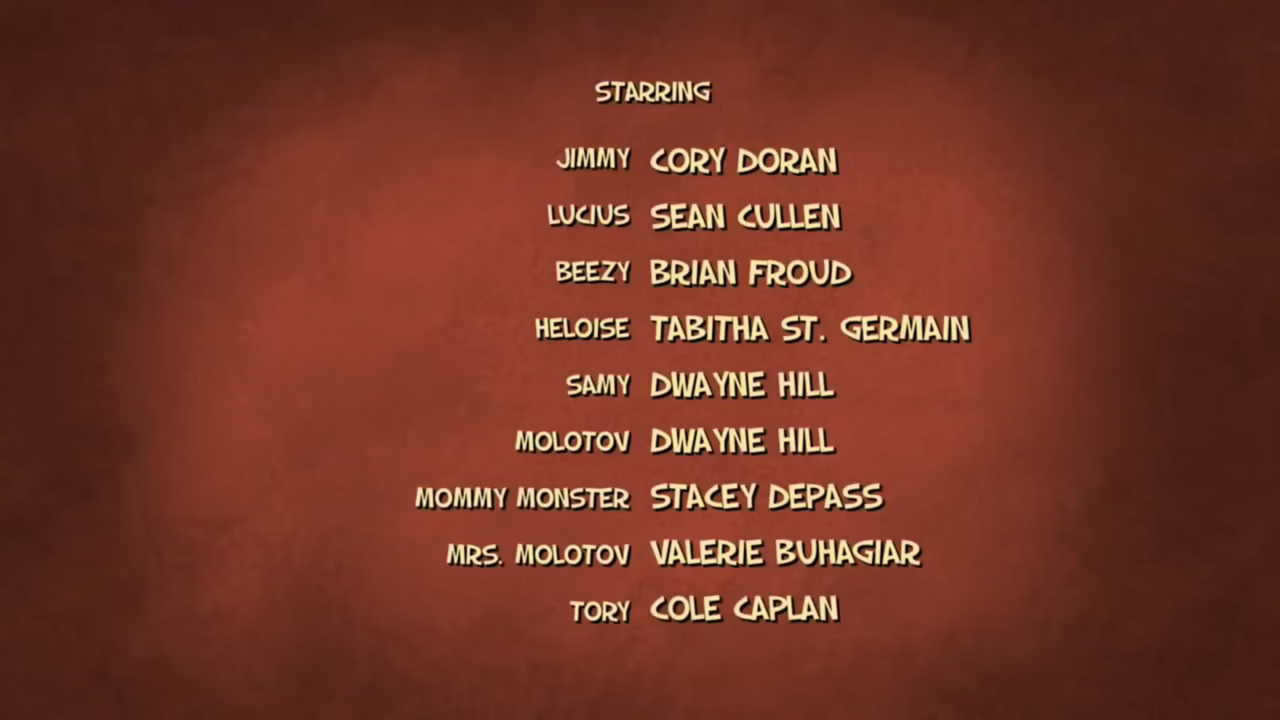 STARRING
JIMMY CORY DORAN
LUCIUS SEAN CULLEN
BEEZY BRIAN FROUD
HELOISE TABITHA ST. GERMAIN
SAMY DWAYNE HILL
MOLOTOV DWAYNE HILL
MOMMY MONSTER STACEY DEPASS
MRS. MOLOTOV VALERIE BUHAGIAR
TORY COLE CAPLAN